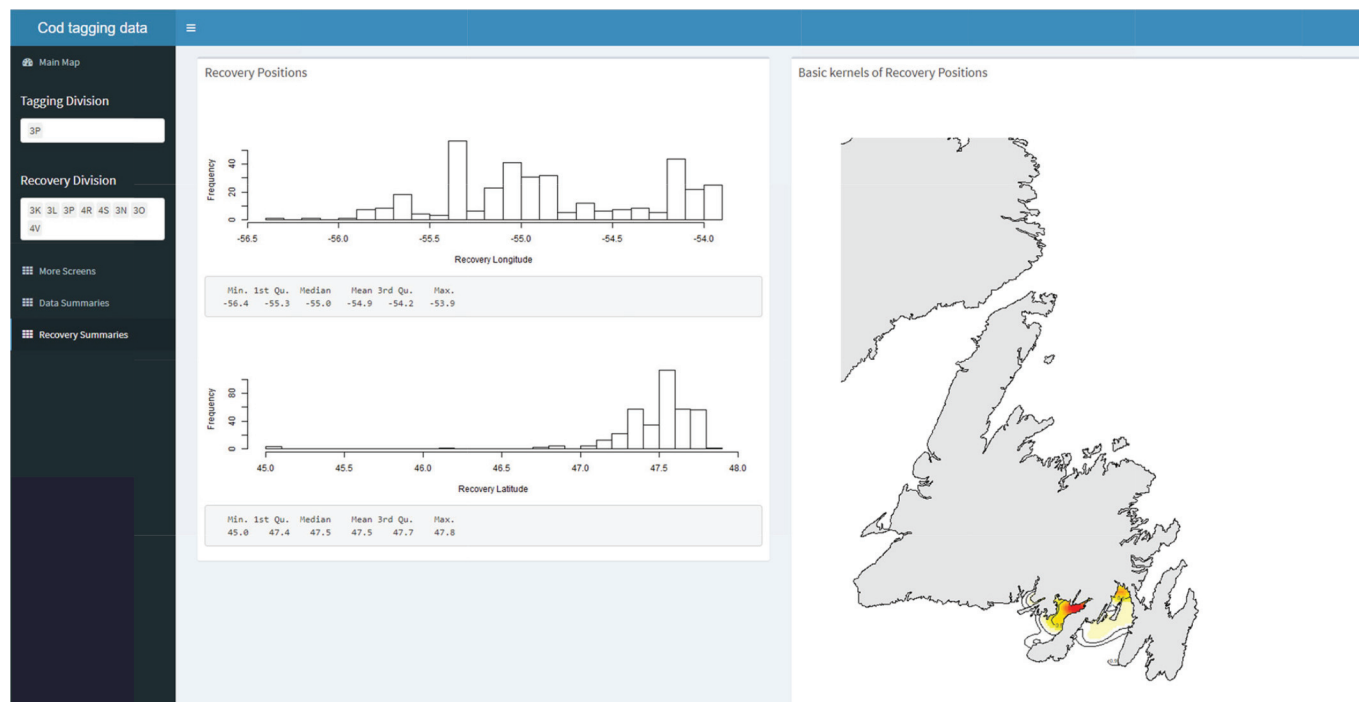 Cod tagging data
Main Map
Tagging Division
3P
Recovery Division
3K 3L 3P 4R 4S 3N 3O
4V
More Screens
Data Summaries
Recovery Summaries
Recovery Positions
Frequency
0 20 40
-56.5 -56.0 -55.5 -55.0 -54.5 -54.0
Recovery Longitude
Min. 1st Qu. Median Mean 3rd Qu. Max.
-56.4 -55.3 -55.0 -54.9 -54.2 -53.9
Frequency
0 40 80
45.0 45.5 46.0 46.5 47.0 47.5 48.0
Recovery Latitude
Min. 1st Qu. Median Mean 3rd Qu. Max.
45.0 47.4 47.5 47.5 47.7 47.8
Basic kernels of Recovery Positions